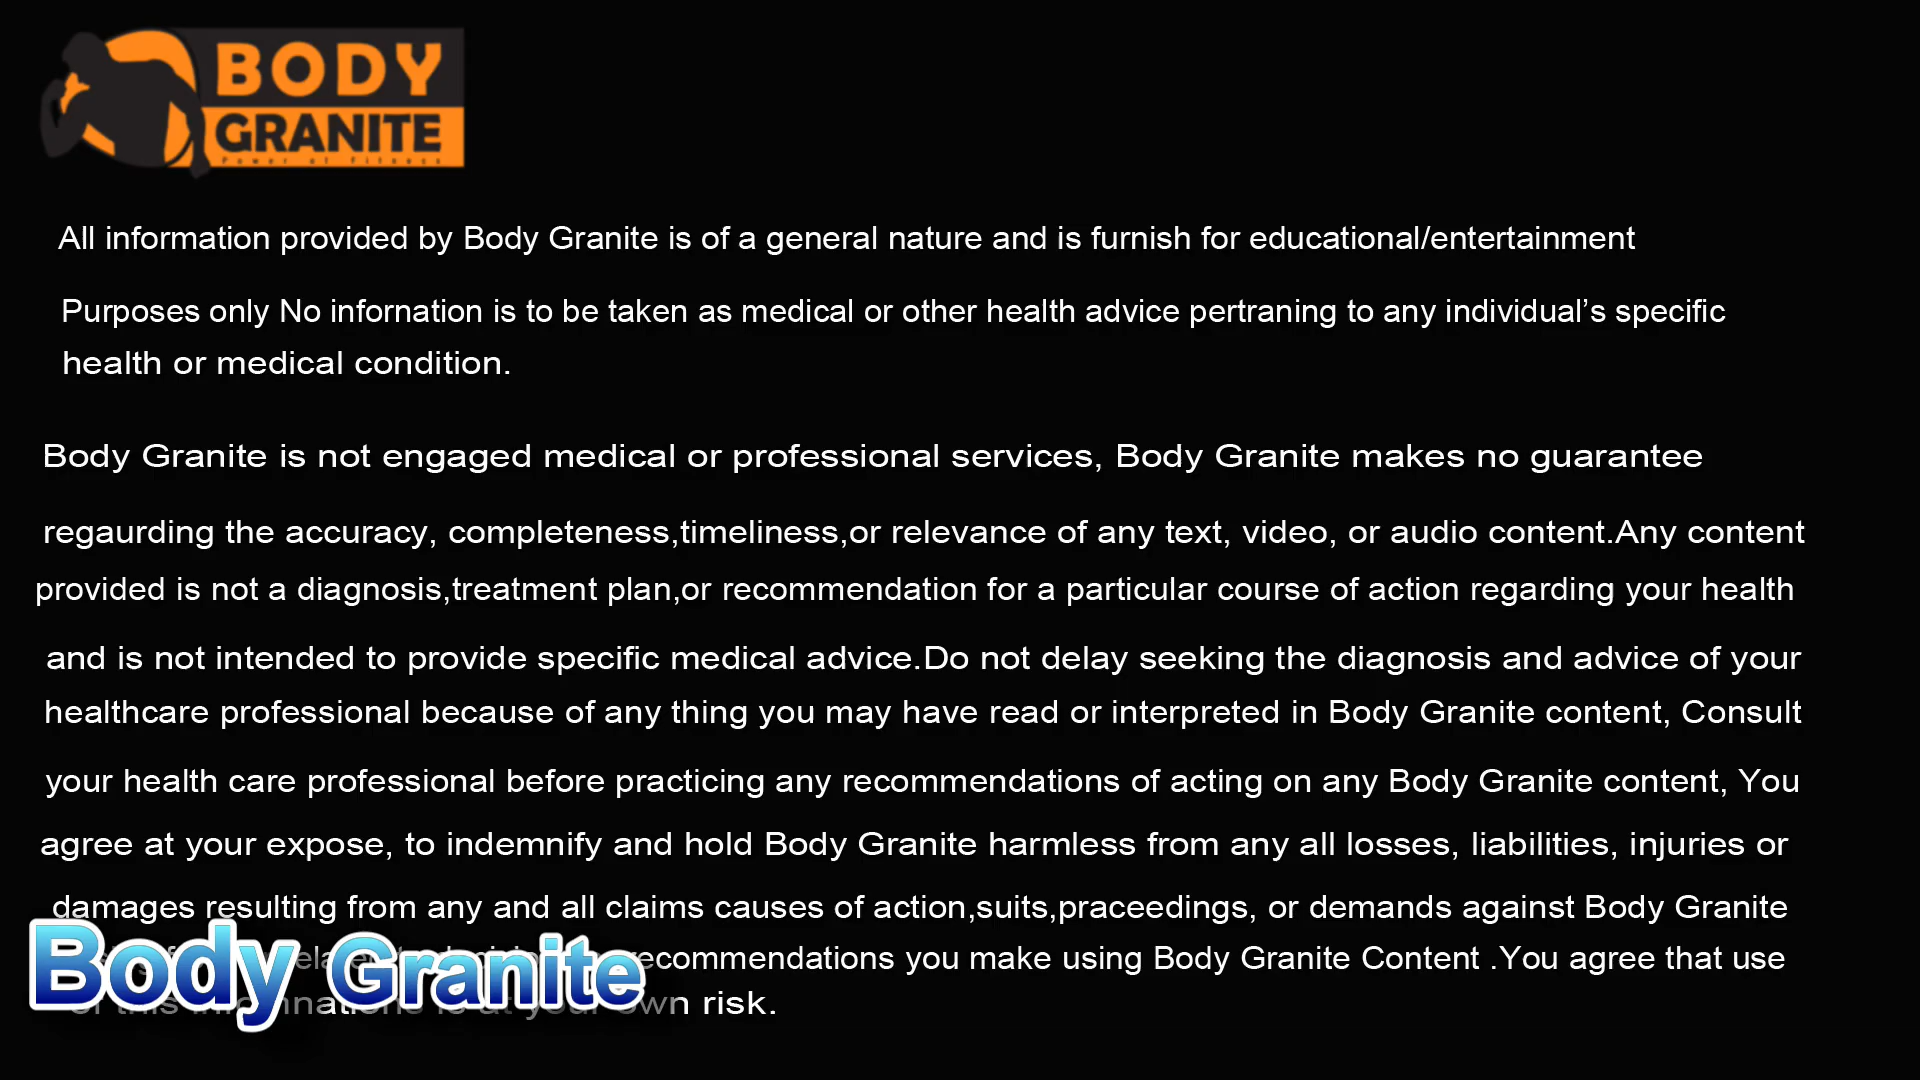 BODY
GRANITE
Power of Fitness
All information provided by Body Granite is of a general nature and is furnish for educational/entertainment
Purposes only No infornation is to be taken as medical or other health advice pertraning to any individual’s specific
health or medical condition.
Body Granite is not engaged medical or professional services, Body Granite makes no guarantee
regaurding the accuracy, completeness,timeliness,or relevance of any text, video, or audio content.Any content
provided is not a diagnosis,treatment plan,or recommendation for a particular course of action regarding your health
and is not intended to provide specific medical advice.Do not delay seeking the diagnosis and advice of your
healthcare professional because of any thing you may have read or interpreted in Body Granite content, Consult
your health care professional before practicing any recommendations of acting on any Body Granite content, You
agree at your expose, to indemnify and hold Body Granite harmless from any all losses, liabilities, injuries or
damages resulting from any and all claims causes of action,suits,praceedings, or demands against Body Granite
recommendations you make using Body Granite Content .You agree that use
own risk.
Body Granite